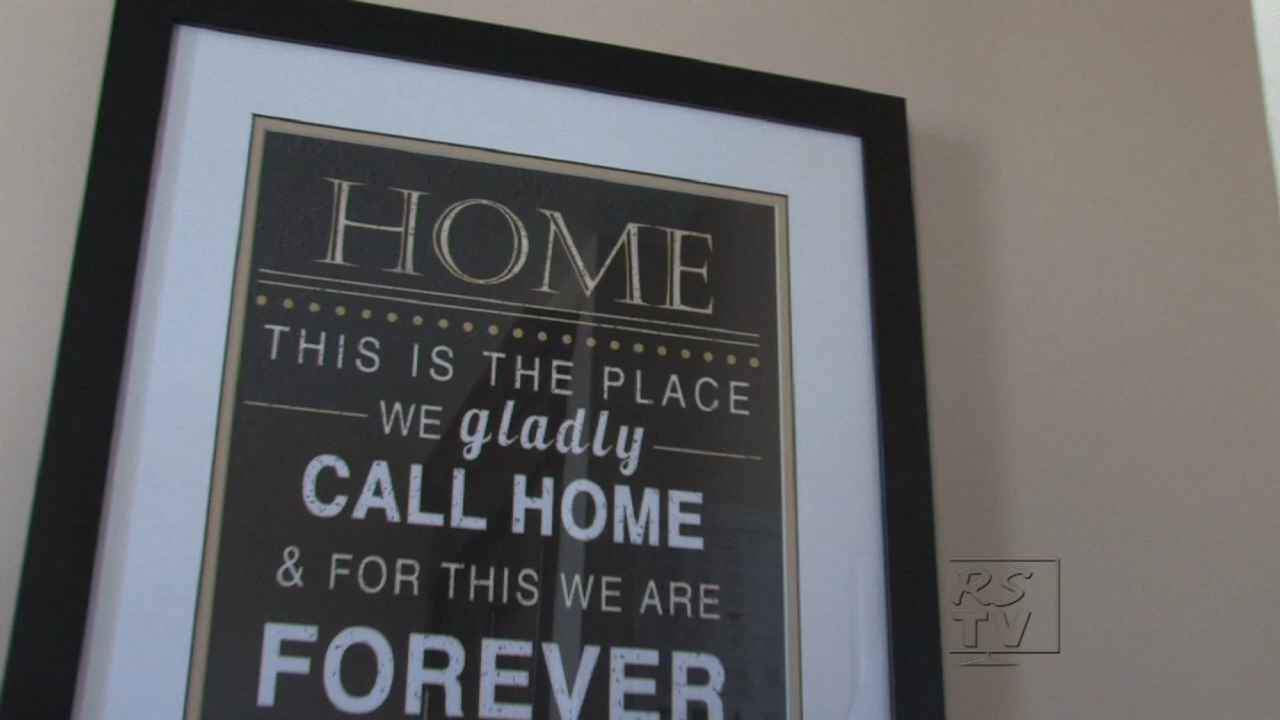 HOME
THIS IS THE PLACE
WE gladly
CALL HOME
& FOR THIS WE ARE
FOREVER
RS
TV